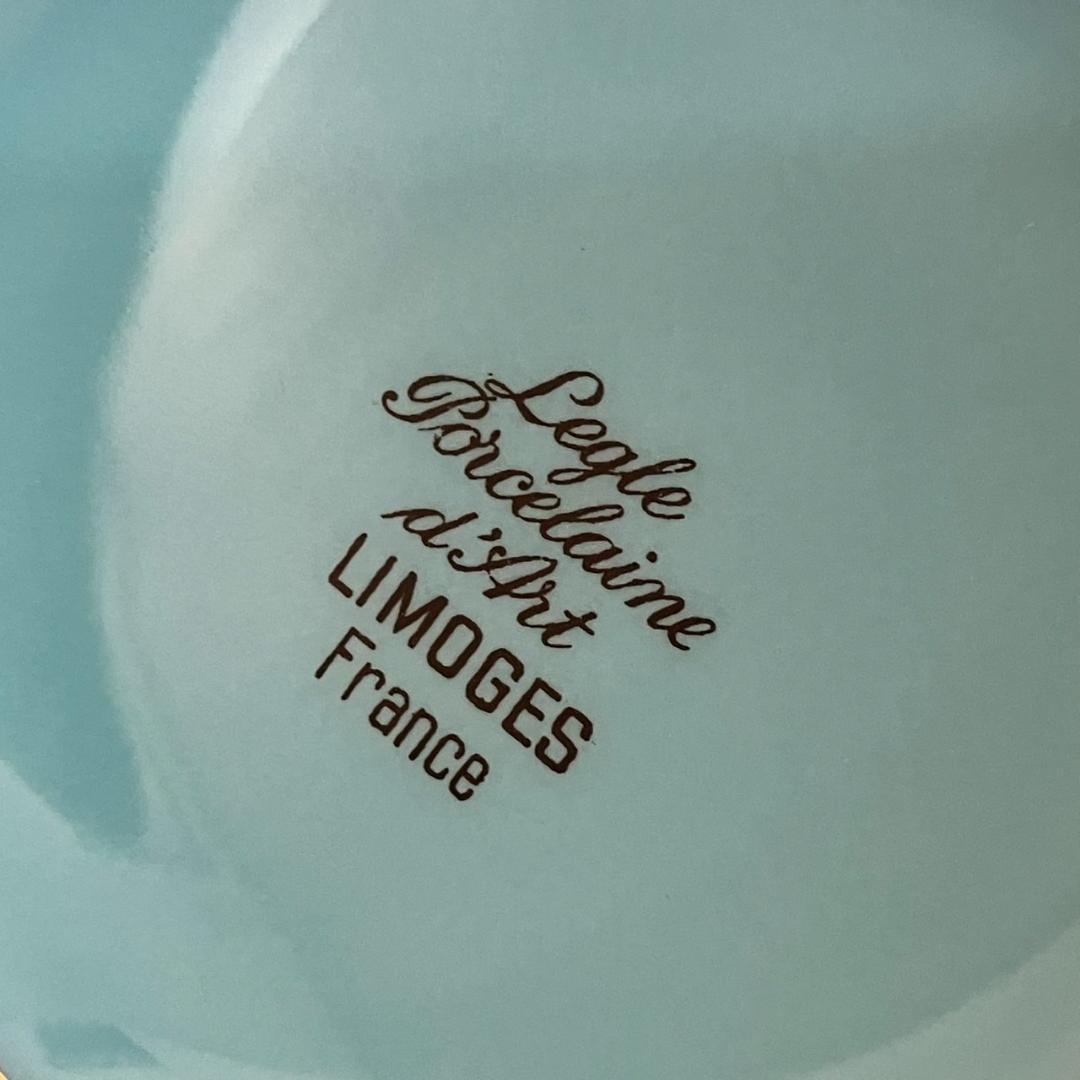 Legle
Porcelaine
d'Art
LIMOGES
France